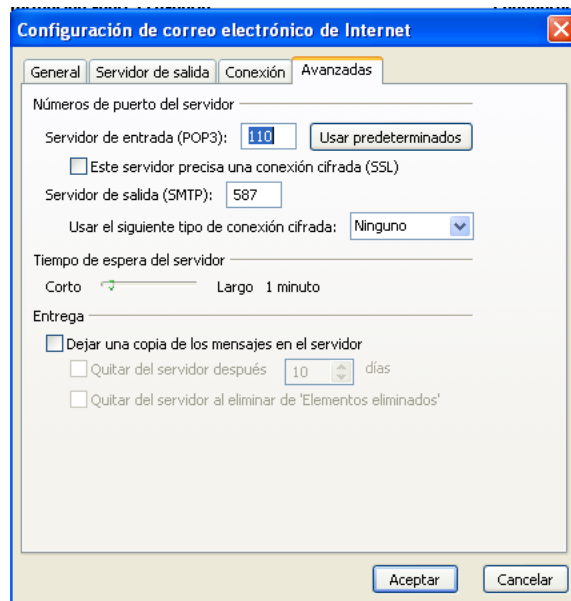 Configuración de correo electrónico de Internet
General Servidor de salida Conexión Avanzadas
Números de puerto del servidor
Servidor de entrada (POP3): 110 Usar predeterminados
Este servidor precisa una conexión cifrada (SSL)
Servidor de salida (SMTP): 587
Usar el siguiente tipo de conexión cifrada: Ninguno
Tiempo de espera del servidor
Corto Largo 1 minuto
Entrega
Dejar una copia de los mensajes en el servidor
Quitar del servidor después 10 días
Quitar del servidor al eliminar de 'Elementos eliminados'
Aceptar Cancelar